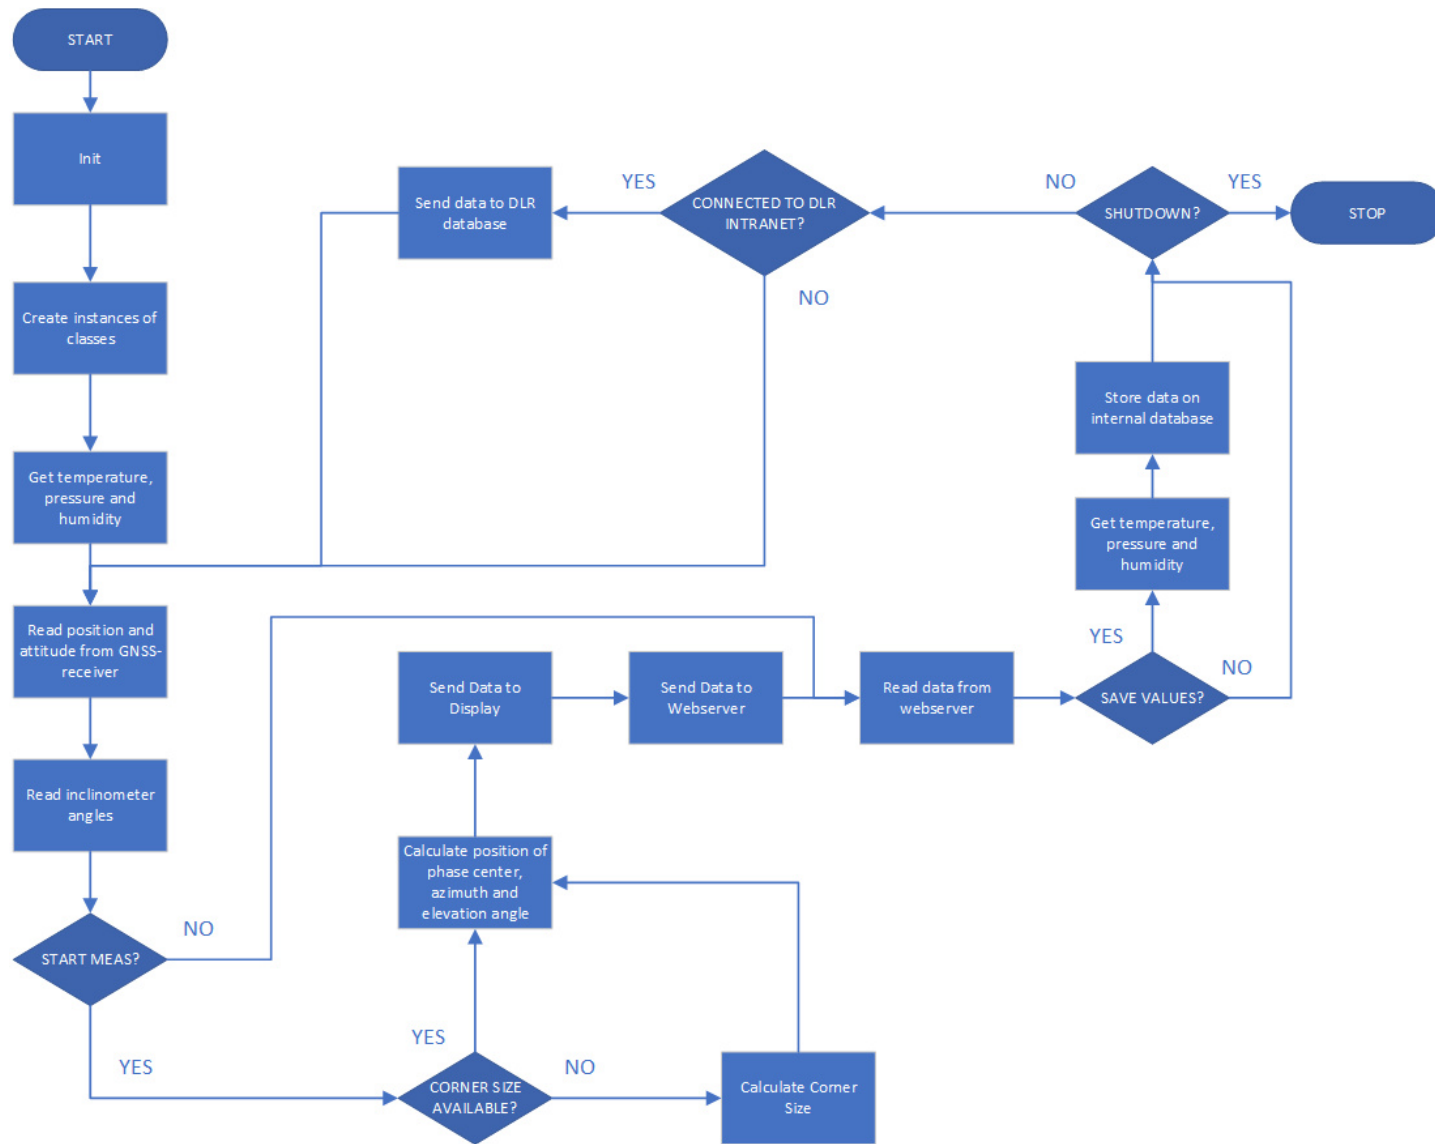 START
Init
Create instances of
classes
Get temperature,
pressure and
humidity
Read position and
attitude from GNSS-
receiver
Read inclinometer
angles
START MEAS?
NO
YES
CORNER SIZE
AVAILABLE?
YES
NO
Calculate Corner
Size
Calculate position of
phase center,
azimuth and
elevation angle
Send Data to
Display
Send Data to
Webserver
Read data from
webserver
SAVE VALUES?
YES
NO
Get temperature,
pressure and
humidity
Store data on
internal database
SHUTDOWN?
YES
STOP
NO
CONNECTED TO DLR
INTRANET?
YES
NO
Send data to DLR
database